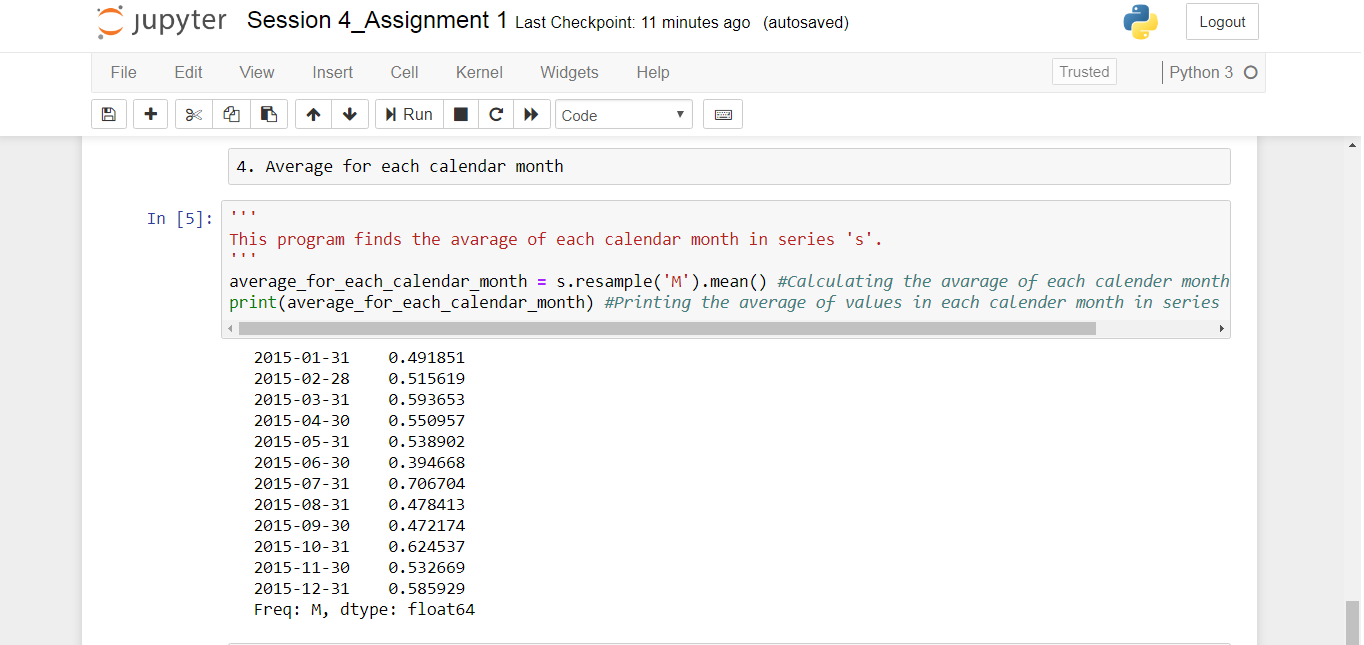 jupyter Session 4_Assignment 1 Last Checkpoint: 11 minutes ago (autosaved) Logout
File Edit View Insert Cell Kernel Widgets Help Trusted Python 3
Run Code
4. Average for each calendar month
In [5]: '''
This program finds the avarage of each calendar month in series 's'.
'''
average_for_each_calendar_month = s.resample('M').mean() #Calculating the avarage of each calender month
print(average_for_each_calendar_month) #Printing the average of values in each calender month in series
2015-01-31 0.491851
2015-02-28 0.515619
2015-03-31 0.593653
2015-04-30 0.550957
2015-05-31 0.538902
2015-06-30 0.394668
2015-07-31 0.706704
2015-08-31 0.478413
2015-09-30 0.472174
2015-10-31 0.624537
2015-11-30 0.532669
2015-12-31 0.585929
Freq: M, dtype: float64